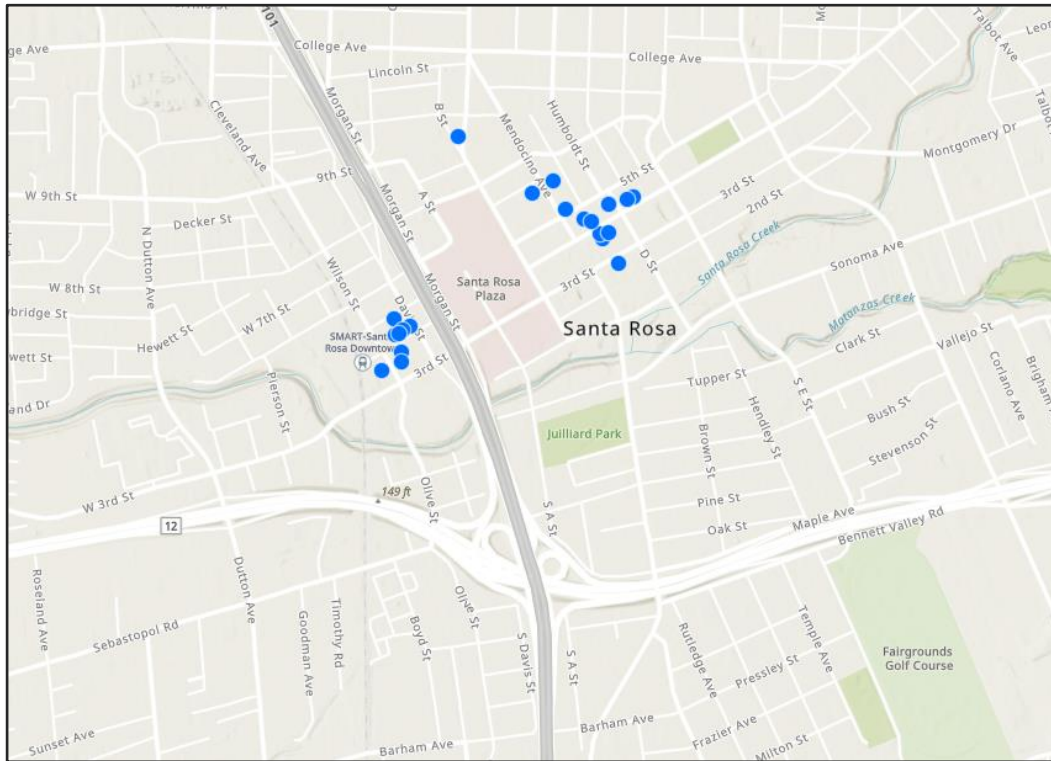 101
ge Ave
College Ave
College Ave
Lincoln St
Talbot Ave
Talbot
Morgan St
B St
Humboldt St
Mendocino Ave
Cleveland Ave
Montgomery Dr
5th St
9th St
W 9th St
3rd St
2nd St
Morgan St
A St
Decker St
N Dutton Ave
D St
Santa Rosa Creek
Sonoma Ave
Wilson St
3rd St
Santa Rosa
Plaza
W 8th St
Morgan St
Matanzas Creek
wbridge St
W 7th St
Hewett St
SMART-Santa
Rosa Downtow
Santa Rosa
Clark St
Vallejo St
ewett St
3rd St
Tupper St
S E St
Corlano Ave
Brigham
and Dr
Pierson St
Hendley St
Bush St
Juilliard Park
Brown St
Stevenson St
149 ft
W 3rd St
Olive St
Pine St
12
S A St
Oak St
Maple Ave
Bennett Valley Rd
Roseland Ave
Dutton Ave
Olive St
Timothy Rd
Goodman Ave
Boyd St
Sebastopol Rd
S Davis St
S A St
Rutledge Ave
Temple Ave
Pressley St
Fairgrounds
Golf Course
Barham Ave
Frazier Ave
Sunset Ave
Barham Ave
Milton St